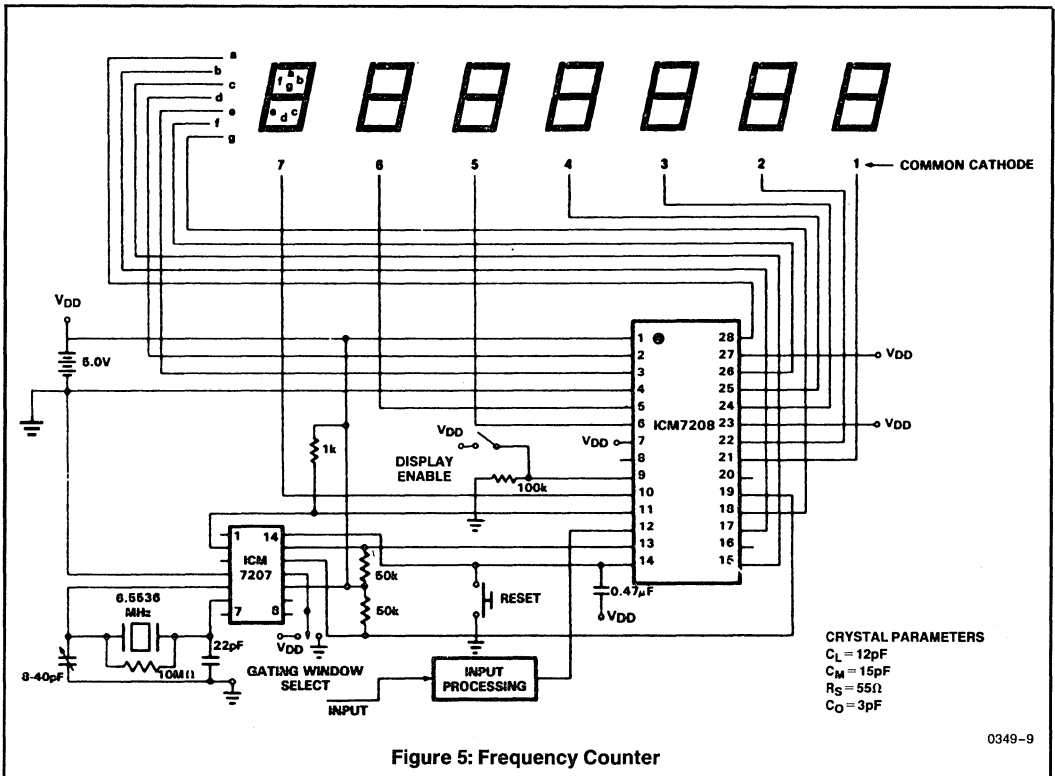 a
b
c
d
e
f
g
a
f b
g
e c
d
7 6 5 4 3 2 1 COMMON CATHODE
VDD
5.0V
1 28
2 27 VDD
3 26
4 25
5 24
6 ICM7208 23 VDD
VDD 7 22
8 21
9 20
10 19
11 18
12 17
13 16
14 15
1k
VDD
DISPLAY
ENABLE
100k
1 14
ICM
7207
7 8
50k
50k
6.5536
MHz
10MΩ
22pF
8-40pF
VDD
GATING WINDOW
SELECT
RESET
0.47µF
VDD
INPUT
PROCESSING
INPUT
CRYSTAL PARAMETERS
CL = 12pF
CM = 15pF
RS = 55Ω
CO = 3pF
0349–9
Figure 5: Frequency Counter